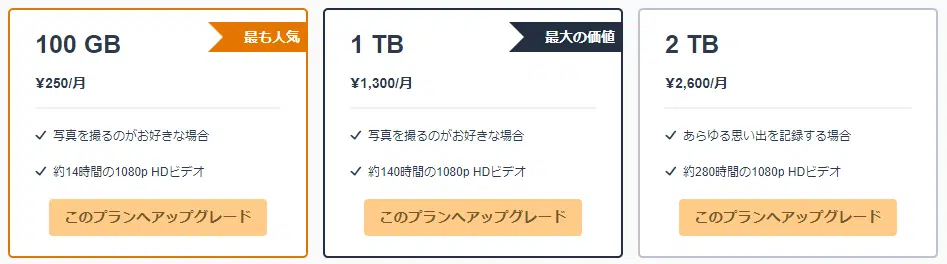 100 GB
最も人気
¥250/月
写真を撮るのがお好きな場合
約14時間の1080p HDビデオ
このプランへアップグレード
1 TB
最大の価値
¥1,300/月
写真を撮るのがお好きな場合
約140時間の1080p HDビデオ
このプランへアップグレード
2 TB
¥2,600/月
あらゆる思い出を記録する場合
約280時間の1080p HDビデオ
このプランへアップグレード